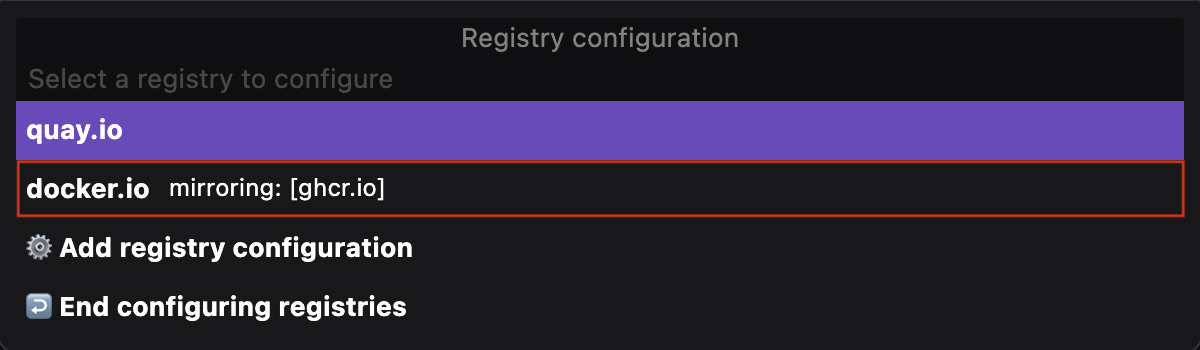 Registry configuration
Select a registry to configure
quay.io
docker.io mirroring: [ghcr.io]
Add registry configuration
End configuring registries